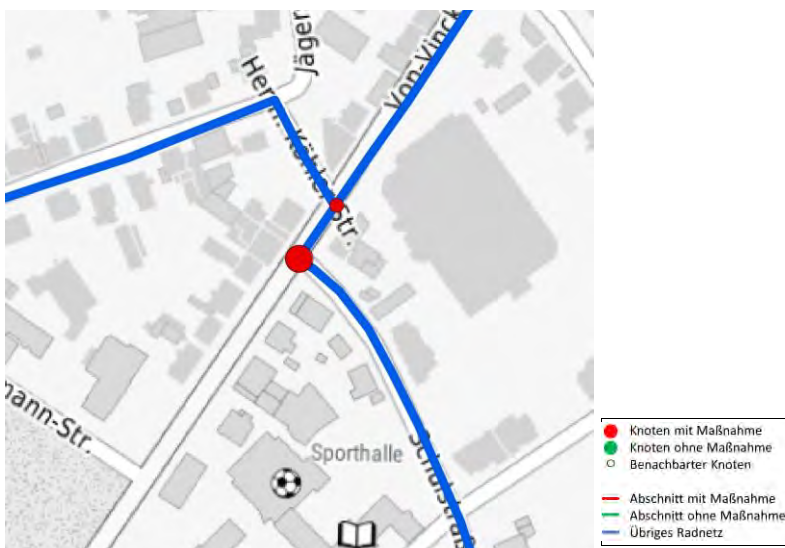 Jäger
Herm.-Köhler-Str.
Von-Vinck
mann-Str.
Sporthalle
Schulstraß
Knoten mit Maßnahme
Knoten ohne Maßnahme
Benachbarter Knoten
Abschnitt mit Maßnahme
Abschnitt ohne Maßnahme
Übriges Radnetz